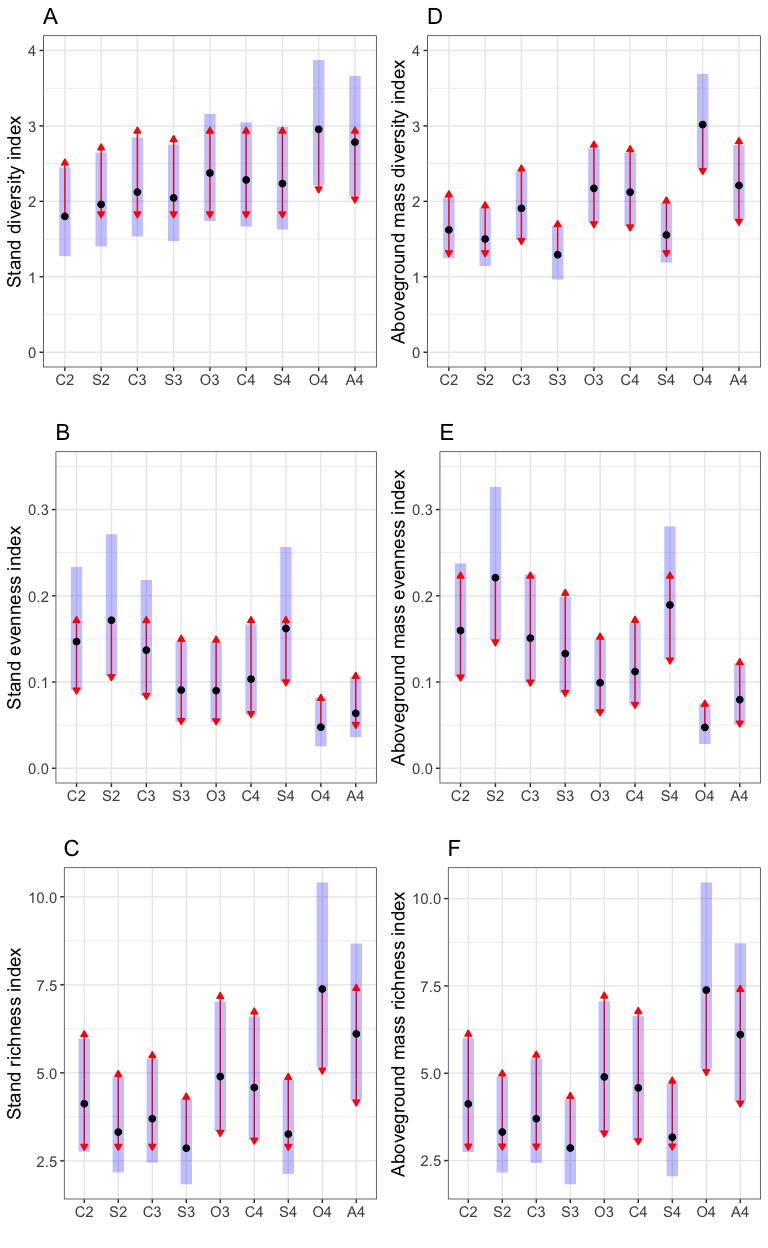 A
Stand diversity index
4
3
2
1
0
C2 S2 C3 S3 O3 C4 S4 O4 A4
D
Aboveground mass diversity index
4
3
2
1
0
C2 S2 C3 S3 O3 C4 S4 O4 A4
B
Stand evenness index
0.3
0.2
0.1
0.0
C2 S2 C3 S3 O3 C4 S4 O4 A4
E
Aboveground mass evenness index
0.3
0.2
0.1
0.0
C2 S2 C3 S3 O3 C4 S4 O4 A4
C
Stand richness index
10.0
7.5
5.0
2.5
C2 S2 C3 S3 O3 C4 S4 O4 A4
F
Aboveground mass richness index
10.0
7.5
5.0
2.5
C2 S2 C3 S3 O3 C4 S4 O4 A4